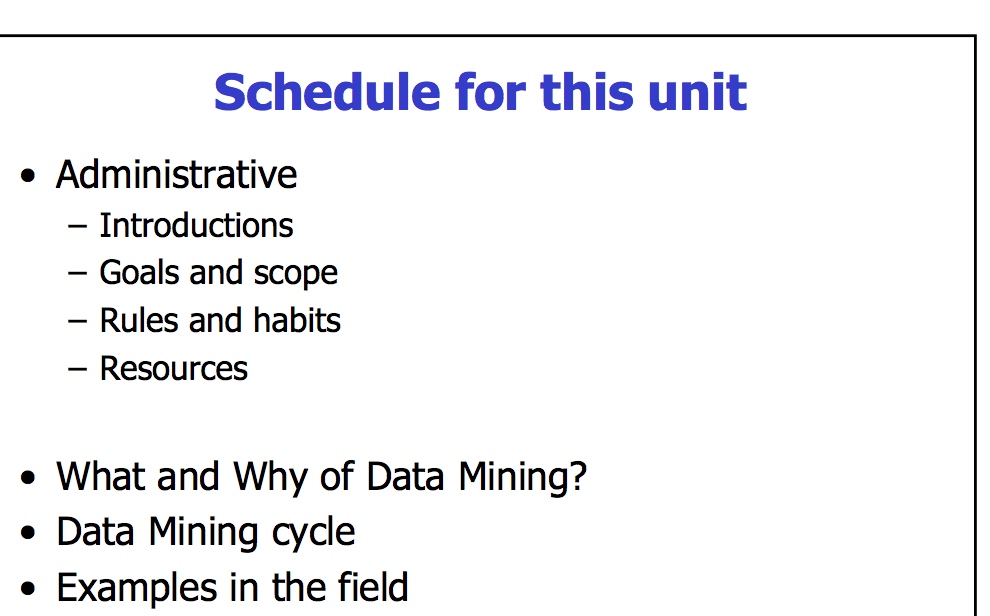 Schedule for this unit
• Administrative
– Introductions
– Goals and scope
– Rules and habits
– Resources
• What and Why of Data Mining?
• Data Mining cycle
• Examples in the field